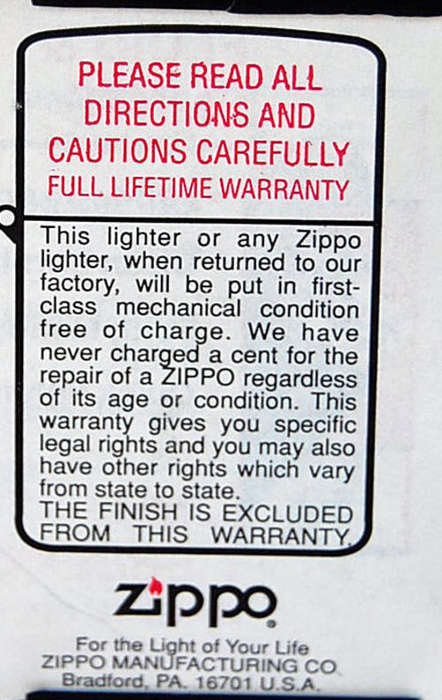 PLEASE READ ALL
DIRECTIONS AND
CAUTIONS CAREFULLY
FULL LIFETIME WARRANTY
This lighter or any Zippo
lighter, when returned to our
factory, will be put in first-
class mechanical condition
free of charge. We have
never charged a cent for the
repair of a ZIPPO regardless
of its age or condition. This
warranty gives you specific
legal rights and you may also
have other rights which vary
from state to state.
THE FINISH IS EXCLUDED
FROM THIS WARRANTY.
zippo®
For the Light of Your Life
ZIPPO MANUFACTURING CO.
Bradford, PA. 16701 U.S.A.